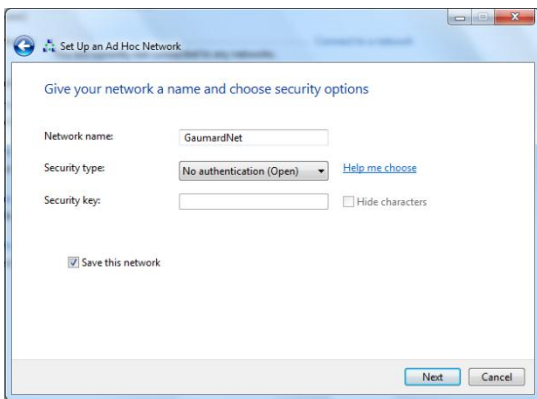 Set Up an Ad Hoc Network
Give your network a name and choose security options
Network name: GaumardNet
Security type: No authentication (Open) Help me choose
Security key: Hide characters
Save this network
Next Cancel